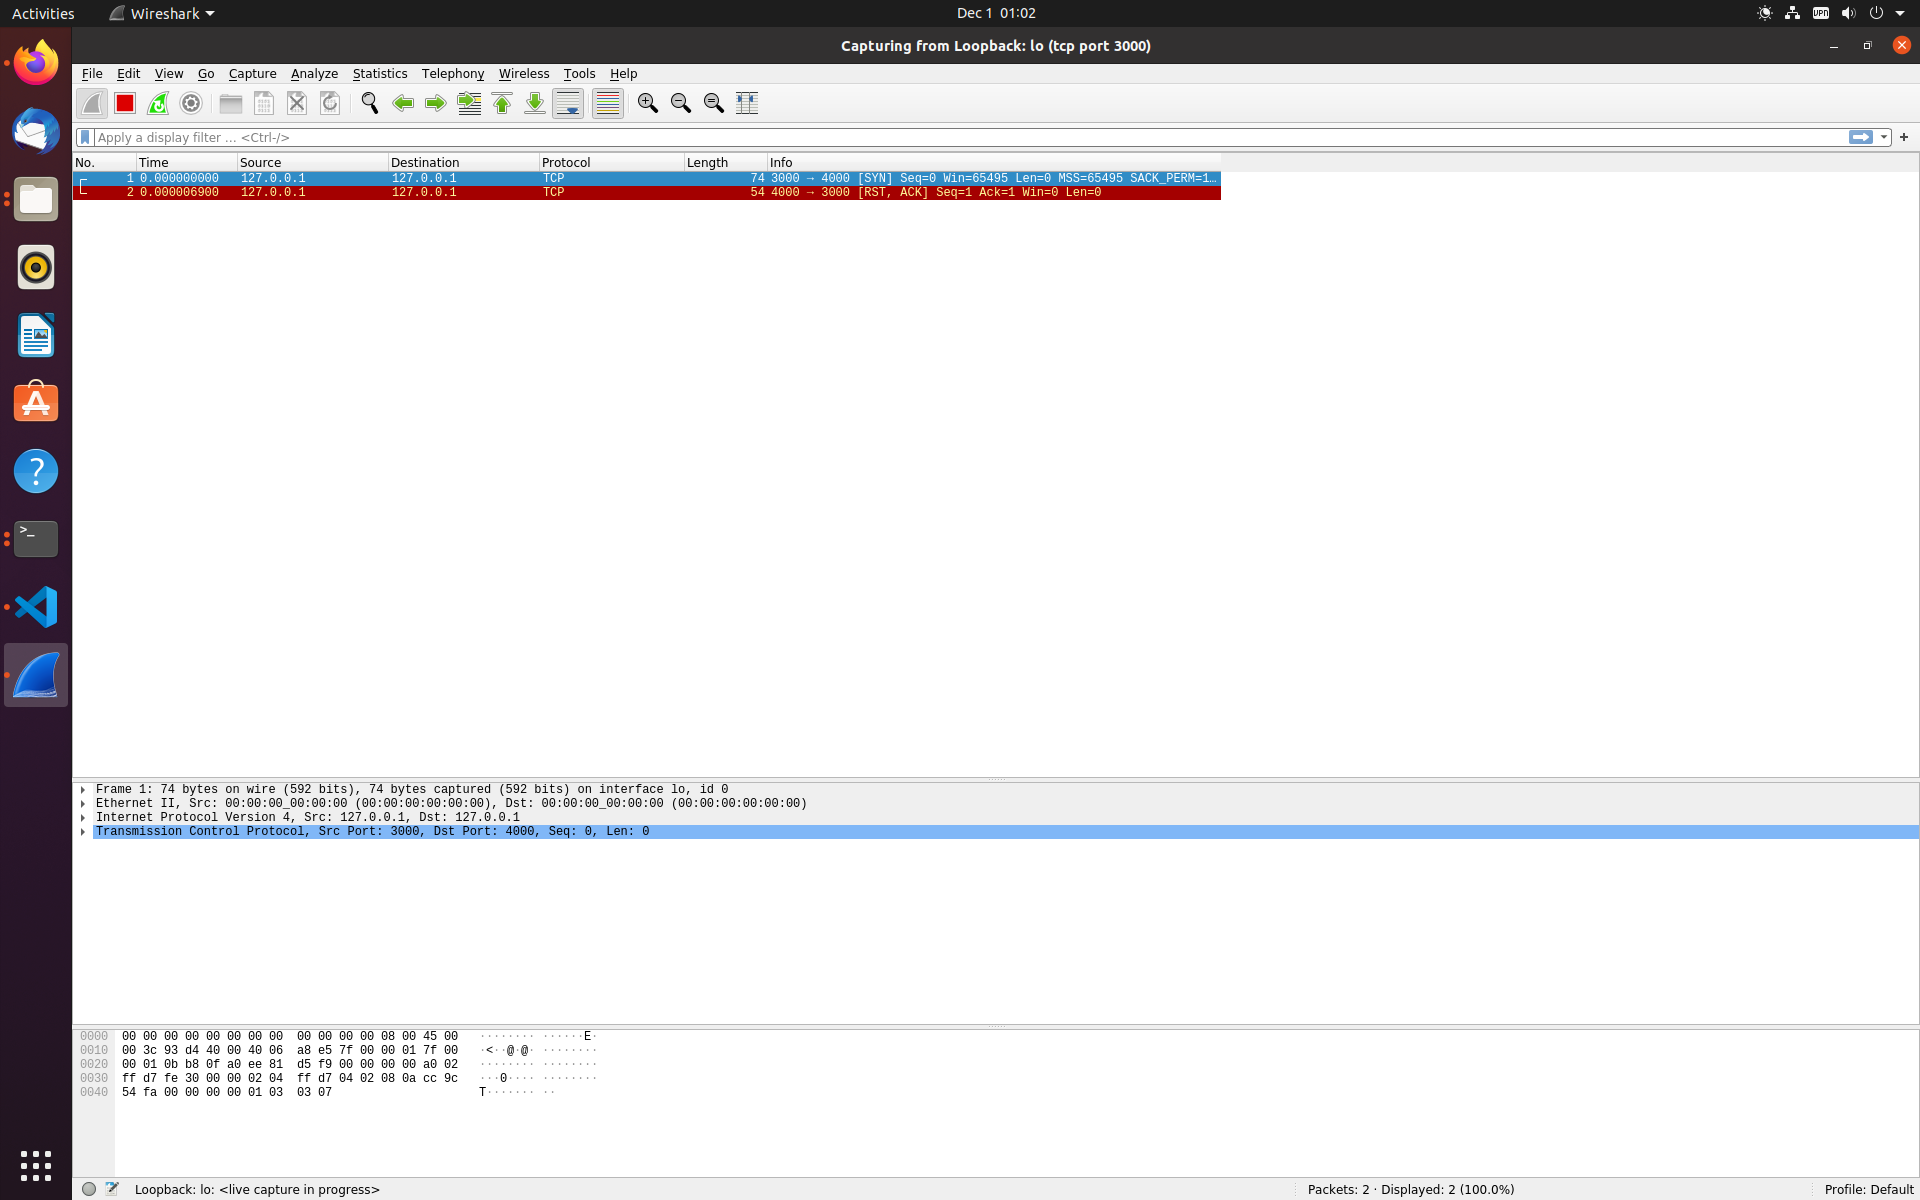 Activities Wireshark Dec 1 01:02 VPN
Capturing from Loopback: lo (tcp port 3000)
File Edit View Go Capture Analyze Statistics Telephony Wireless Tools Help
Apply a display filter … <Ctrl-/> +
No. Time Source Destination Protocol Length Info
1 0.000000000 127.0.0.1 127.0.0.1 TCP 74 3000 → 4000 [SYN] Seq=0 Win=65495 Len=0 MSS=65495 SACK_PERM=1…
2 0.000006900 127.0.0.1 127.0.0.1 TCP 54 4000 → 3000 [RST, ACK] Seq=1 Ack=1 Win=0 Len=0
Frame 1: 74 bytes on wire (592 bits), 74 bytes captured (592 bits) on interface lo, id 0
Ethernet II, Src: 00:00:00_00:00:00 (00:00:00:00:00:00), Dst: 00:00:00_00:00:00 (00:00:00:00:00:00)
Internet Protocol Version 4, Src: 127.0.0.1, Dst: 127.0.0.1
Transmission Control Protocol, Src Port: 3000, Dst Port: 4000, Seq: 0, Len: 0
0000 00 00 00 00 00 00 00 00 00 00 00 00 08 00 45 00 ········ ······E·
0010 00 3c 93 d4 40 00 40 06 a8 e5 7f 00 00 01 7f 00 ·<··@·@· ········
0020 00 01 0b b8 0f a0 ee 81 d5 f9 00 00 00 00 a0 02 ········ ········
0030 ff d7 fe 30 00 00 02 04 ff d7 04 02 08 0a cc 9c ···0···· ········
0040 54 fa 00 00 00 00 01 03 03 07 T······· ··
Loopback: lo: <live capture in progress> Packets: 2 · Displayed: 2 (100.0%) Profile: Default